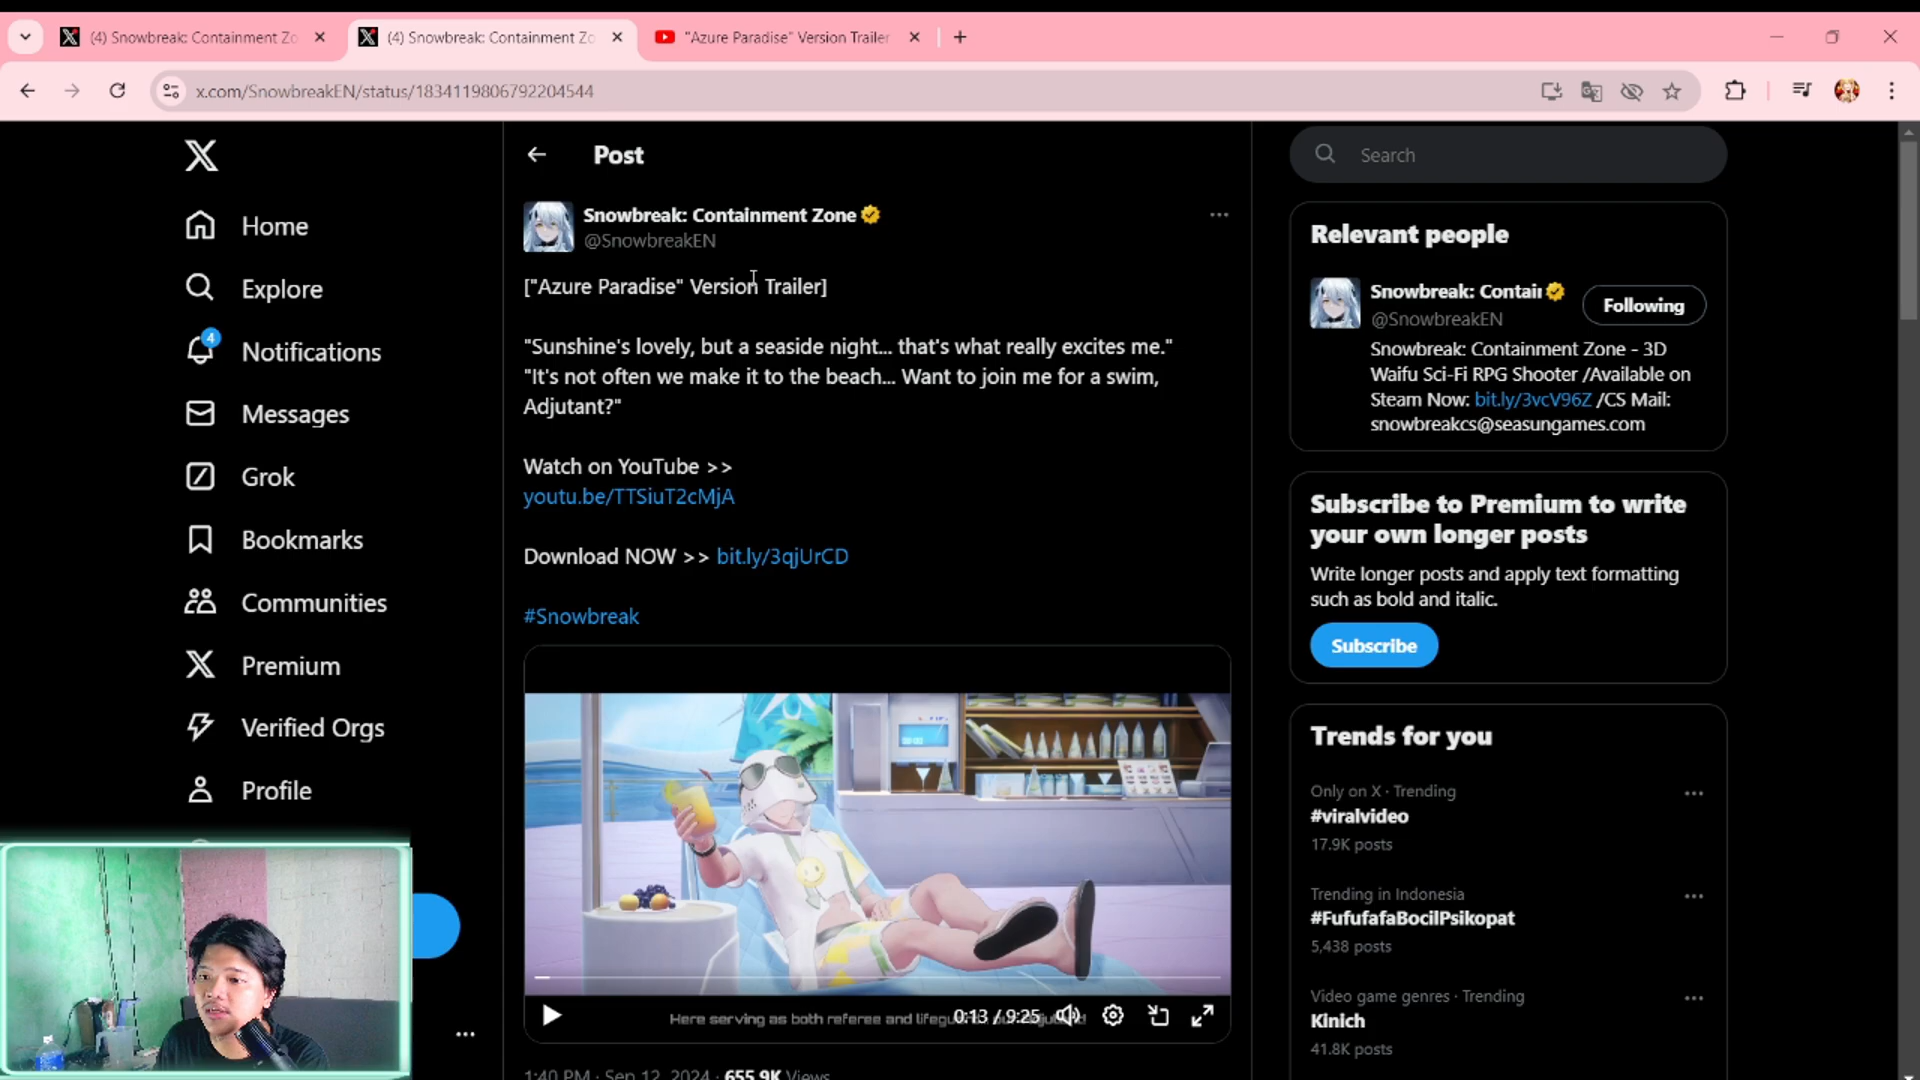 (4) Snowbreak: Containment Zo
(4) Snowbreak: Containment Zo
"Azure Paradise" Version Trailer
x.com/SnowbreakEN/status/1834119806792204544
Home
Explore
4
Notifications
Messages
Grok
Bookmarks
Communities
Premium
Verified Orgs
Profile
Post
Snowbreak: Containment Zone
@SnowbreakEN
["Azure Paradise" Version Trailer]
"Sunshine's lovely, but a seaside night... that's what really excites me."
"It's not often we make it to the beach... Want to join me for a swim,
Adjutant?"
Watch on YouTube >>
youtu.be/TTSiuT2cMjA
Download NOW >> bit.ly/3qjUrCD
#Snowbreak
Here serving as both referee and lifegu
0:13 / 9:25
1:40 PM · Sep 12, 2024 · 655.9K Views
Search
Relevant people
Snowbreak: Contai
@SnowbreakEN
Following
Snowbreak: Containment Zone - 3D
Waifu Sci-Fi RPG Shooter /Available on
Steam Now: bit.ly/3vcV96Z /CS Mail:
snowbreakcs@seasungames.com
Subscribe to Premium to write
your own longer posts
Write longer posts and apply text formatting
such as bold and italic.
Subscribe
Trends for you
Only on X · Trending
#viralvideo
17.9K posts
Trending in Indonesia
#FufufafaBocilPsikopat
5,438 posts
Video game genres · Trending
Kinich
41.8K posts